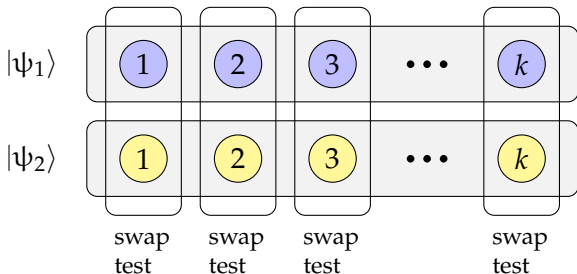 |ψ₁⟩ 1 2 3 ••• k
|ψ₂⟩ 1 2 3 ••• k
swap swap swap swap
test test test test